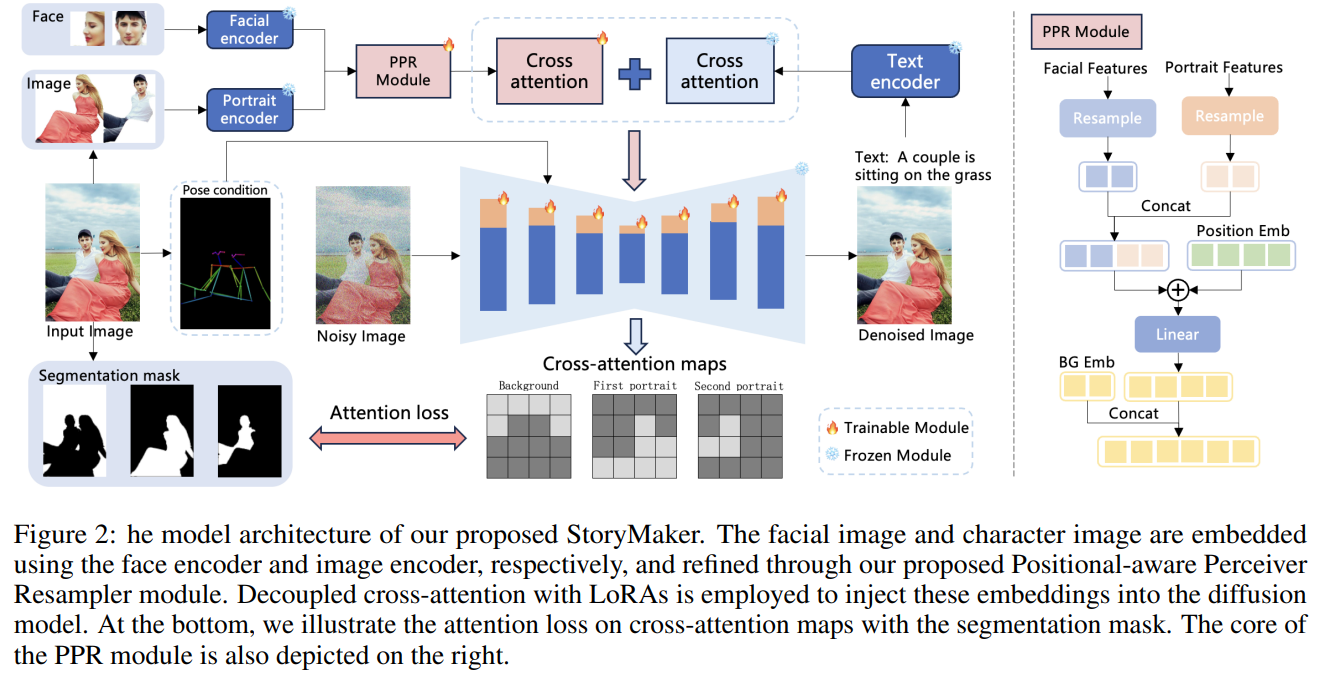 Face
Facial
encoder
Image
Portrait
encoder
PPR
Module
Cross
attention
Cross
attention
Text
encoder
Text: A couple is
sitting on the grass
Pose condition
Input Image
Noisy Image
Denoised Image
Segmentation mask
Attention loss
Cross-attention maps
Background
First portrait
Second portrait
Trainable Module
Frozen Module
PPR Module
Facial Features
Portrait Features
Resample
Resample
Concat
Position Emb
Linear
BG Emb
Concat
Figure 2: he model architecture of our proposed StoryMaker. The facial image and character image are embedded
using the face encoder and image encoder, respectively, and refined through our proposed Positional-aware Perceiver
Resampler module. Decoupled cross-attention with LoRAs is employed to inject these embeddings into the diffusion
model. At the bottom, we illustrate the attention loss on cross-attention maps with the segmentation mask. The core of
the PPR module is also depicted on the right.